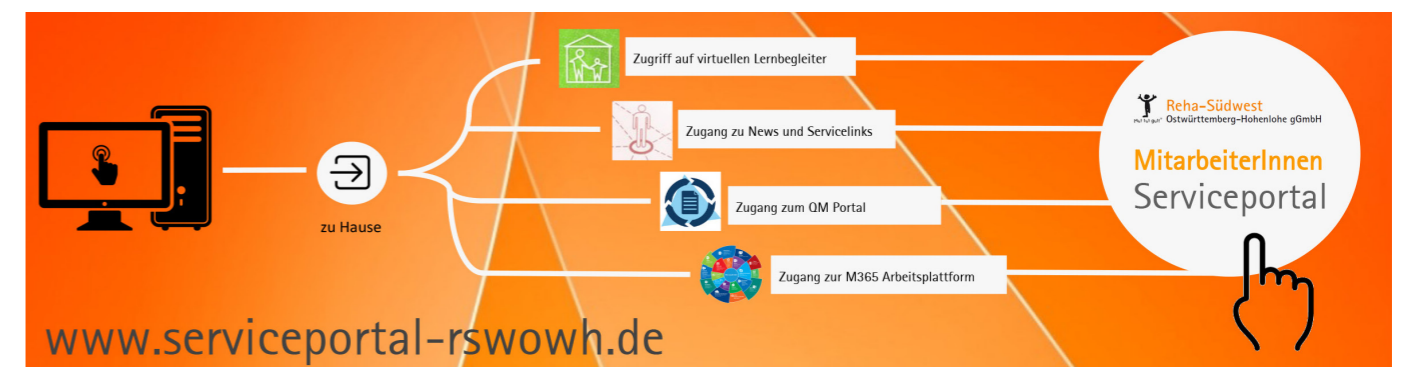 Zugriff auf virtuellen Lernbegleiter
Zugang zu News und Servicelinks
Zugang zum QM Portal
Zugang zur M365 Arbeitsplattform
zu Hause
www.serviceportal-rswowh.de
Reha-Südwest
Ostwürttemberg-Hohenlohe gGmbH
MitarbeiterInnen
Serviceportal